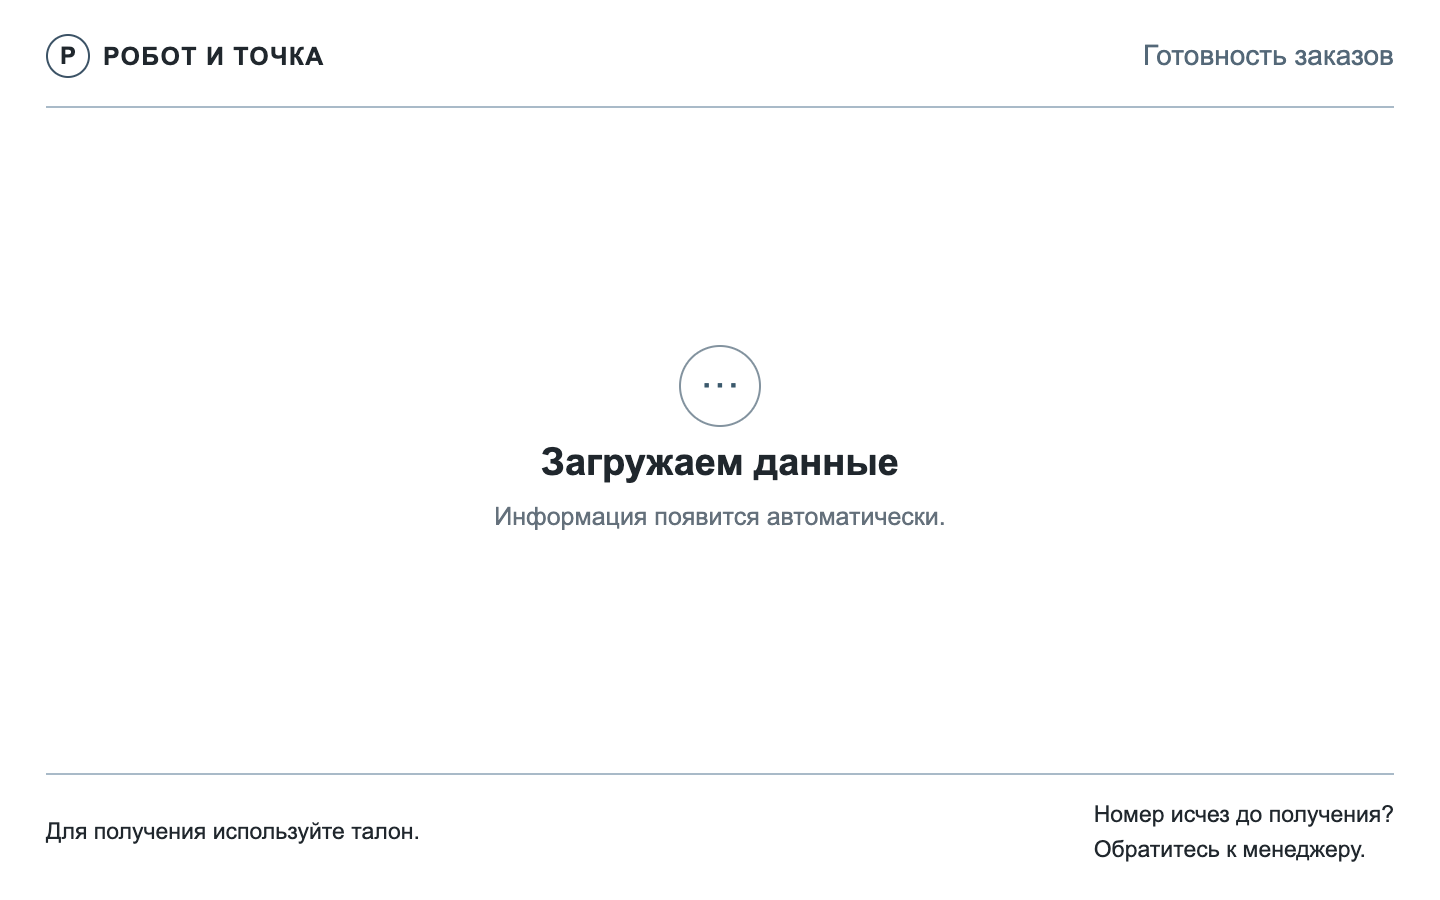 Р РОБОТ И ТОЧКА
Готовность заказов
...
Загружаем данные
Информация появится автоматически.
Для получения используйте талон.
Номер исчез до получения?
Обратитесь к менеджеру.